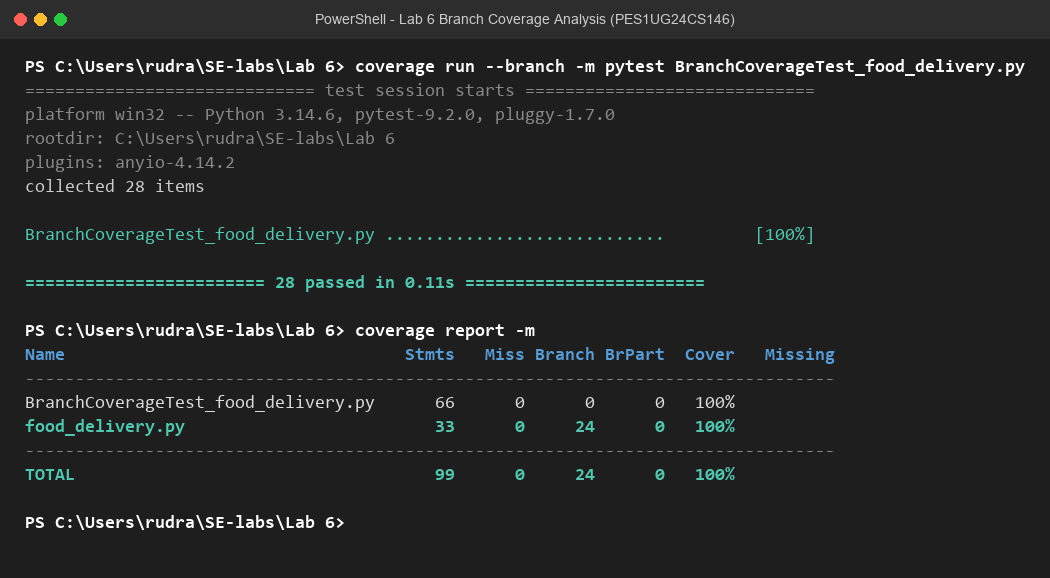 PowerShell - Lab 6 Branch Coverage Analysis (PES1UG24CS146)
PS C:\Users\rudra\SE-labs\Lab 6> coverage run --branch -m pytest BranchCoverageTest_food_delivery.py
============================= test session starts =============================
platform win32 -- Python 3.14.6, pytest-9.2.0, pluggy-1.7.0
rootdir: C:\Users\rudra\SE-labs\Lab 6
plugins: anyio-4.14.2
collected 28 items
BranchCoverageTest_food_delivery.py ............................         [100%]
======================== 28 passed in 0.11s ========================
PS C:\Users\rudra\SE-labs\Lab 6> coverage report -m
Name                                  Stmts   Miss Branch BrPart  Cover   Missing
---------------------------------------------------------------------------------
BranchCoverageTest_food_delivery.py      66      0      0      0   100%
food_delivery.py                         33      0     24      0   100%
---------------------------------------------------------------------------------
TOTAL                                    99      0     24      0   100%
PS C:\Users\rudra\SE-labs\Lab 6>